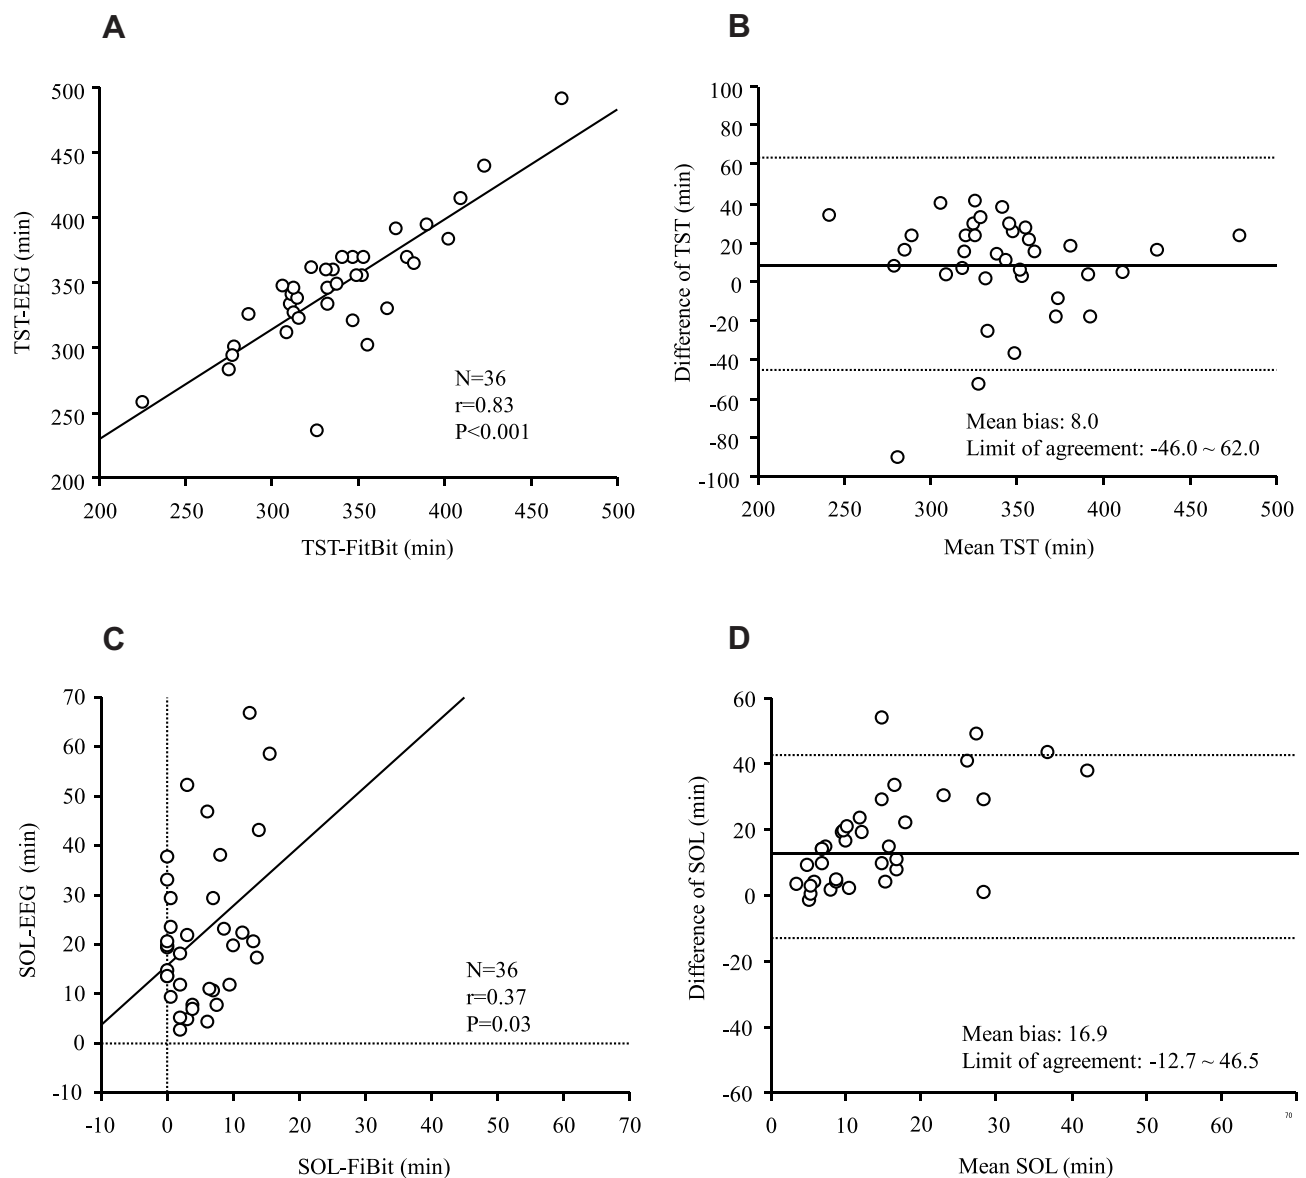 A
500
450
400
350
300
250
200
TST-EEG (min)
N=36
r=0.83
P<0.001
200 250 300 350 400 450 500
TST-FitBit (min)
B
100
80
60
40
20
0
-20
-40
-60
-80
-100
Difference of TST (min)
Mean bias: 8.0
Limit of agreement: -46.0 ~ 62.0
200 250 300 350 400 450 500
Mean TST (min)
C
70
60
50
40
30
20
10
0
-10
SOL-EEG (min)
N=36
r=0.37
P=0.03
-10 0 10 20 30 40 50 60 70
SOL-FiBit (min)
D
60
40
20
0
-20
-40
-60
Difference of SOL (min)
Mean bias: 16.9
Limit of agreement: -12.7 ~ 46.5
0 10 20 30 40 50 60 70
Mean SOL (min)